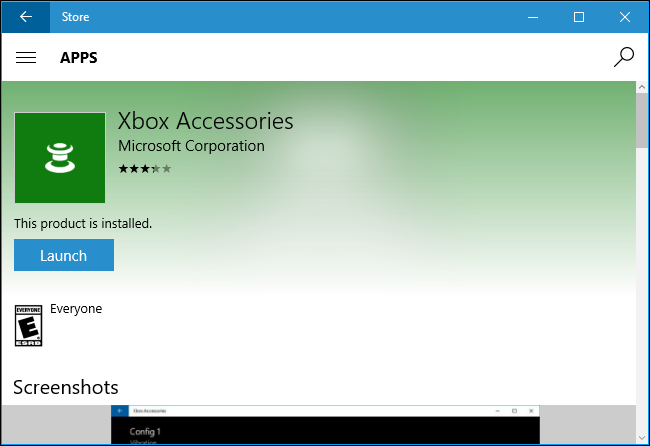 Store
APPS
Xbox Accessories
Microsoft Corporation
This product is installed.
Launch
EVERYONE
E
ESRB
Everyone
Screenshots
Xbox Accessories
Config 1
Vibration